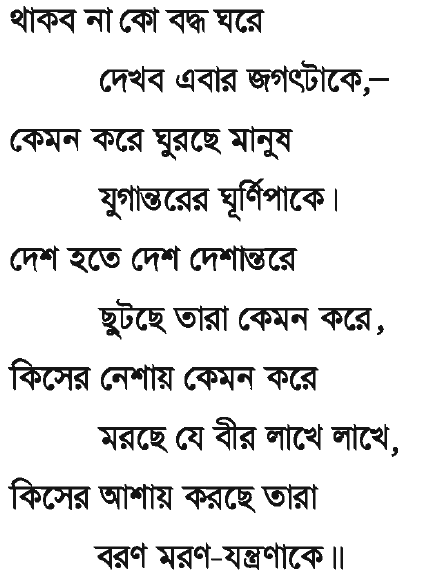 থাকব না কো বদ্ধ ঘরে
দেখব এবার জগৎটাকে,–
কেমন করে ঘুরছে মানুষ
যুগান্তরের ঘূর্ণিপাকে।
দেশ হতে দেশ দেশান্তরে
ছুটছে তারা কেমন করে,
কিসের নেশায় কেমন করে
মরছে যে বীর লাখে লাখে,
কিসের আশায় করছে তারা
বরণ মরণ-যন্ত্রণাকে॥